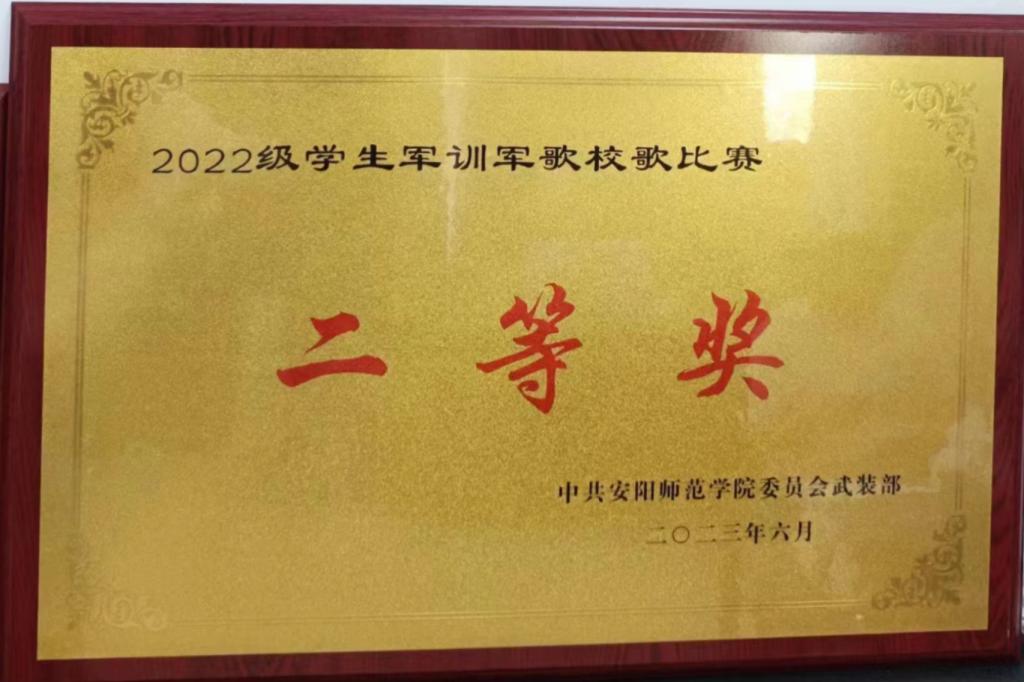 2022级学生军训军歌校歌比赛
二等奖
中共安阳师范学院委员会武装部
二〇二三年六月